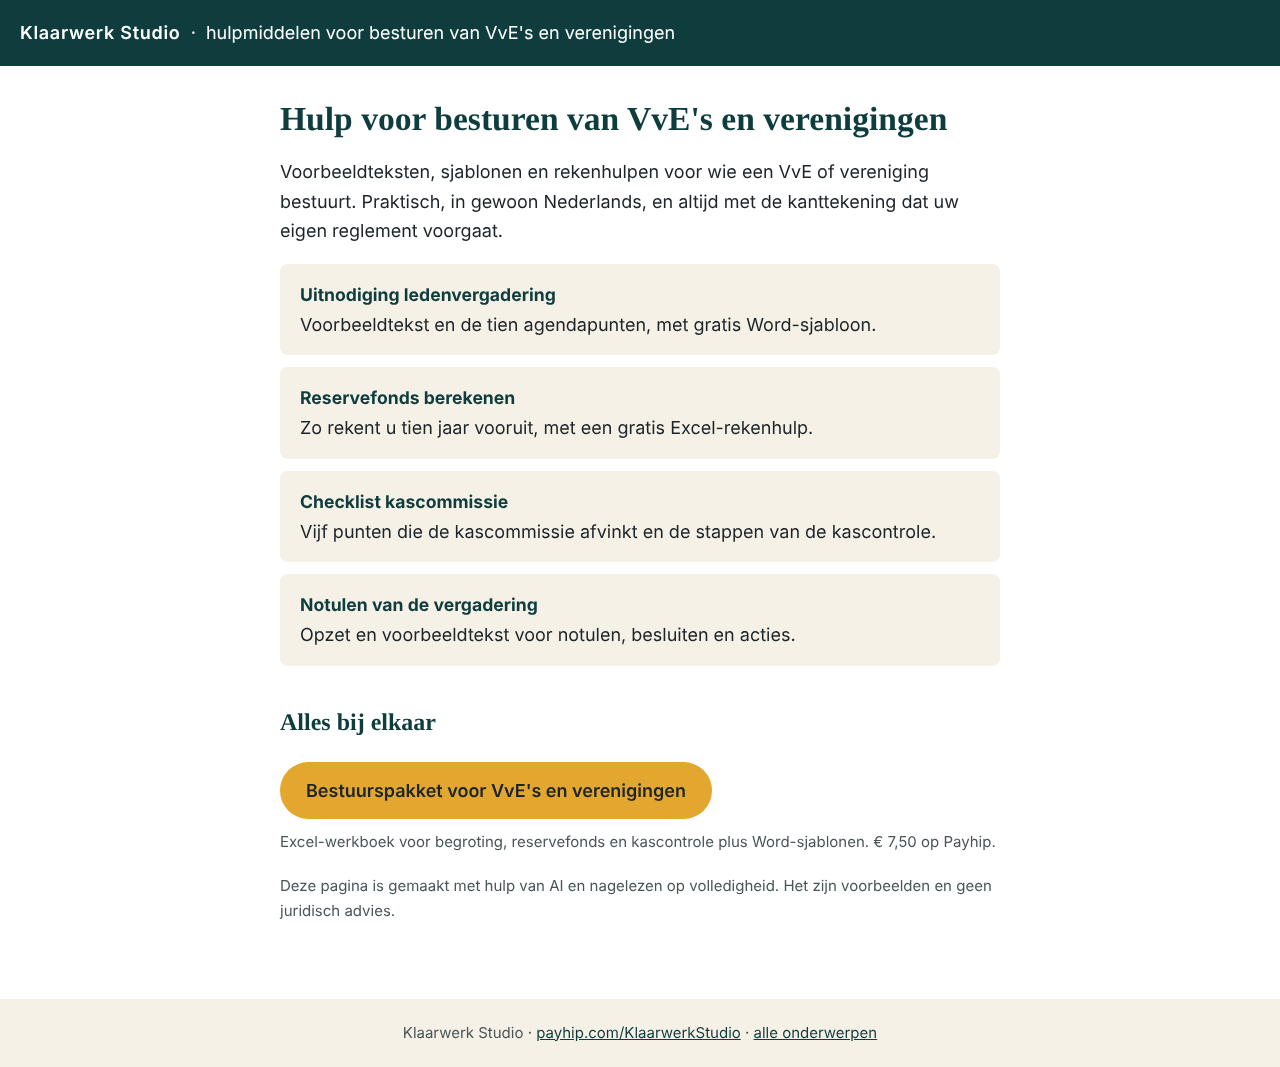 Klaarwerk Studio · hulpmiddelen voor besturen van VvE's en verenigingen
Hulp voor besturen van VvE's en verenigingen
Voorbeeldteksten, sjablonen en rekenhulpen voor wie een VvE of vereniging
bestuurt. Praktisch, in gewoon Nederlands, en altijd met de kanttekening dat uw
eigen reglement voorgaat.
Uitnodiging ledenvergadering
Voorbeeldtekst en de tien agendapunten, met gratis Word-sjabloon.
Reservefonds berekenen
Zo rekent u tien jaar vooruit, met een gratis Excel-rekenhulp.
Checklist kascommissie
Vijf punten die de kascommissie afvinkt en de stappen van de kascontrole.
Notulen van de vergadering
Opzet en voorbeeldtekst voor notulen, besluiten en acties.
Alles bij elkaar
Bestuurspakket voor VvE's en verenigingen
Excel-werkboek voor begroting, reservefonds en kascontrole plus Word-sjablonen. € 7,50 op Payhip.
Deze pagina is gemaakt met hulp van AI en nagelezen op volledigheid. Het zijn voorbeelden en geen
juridisch advies.
Klaarwerk Studio · payhip.com/KlaarwerkStudio · alle onderwerpen